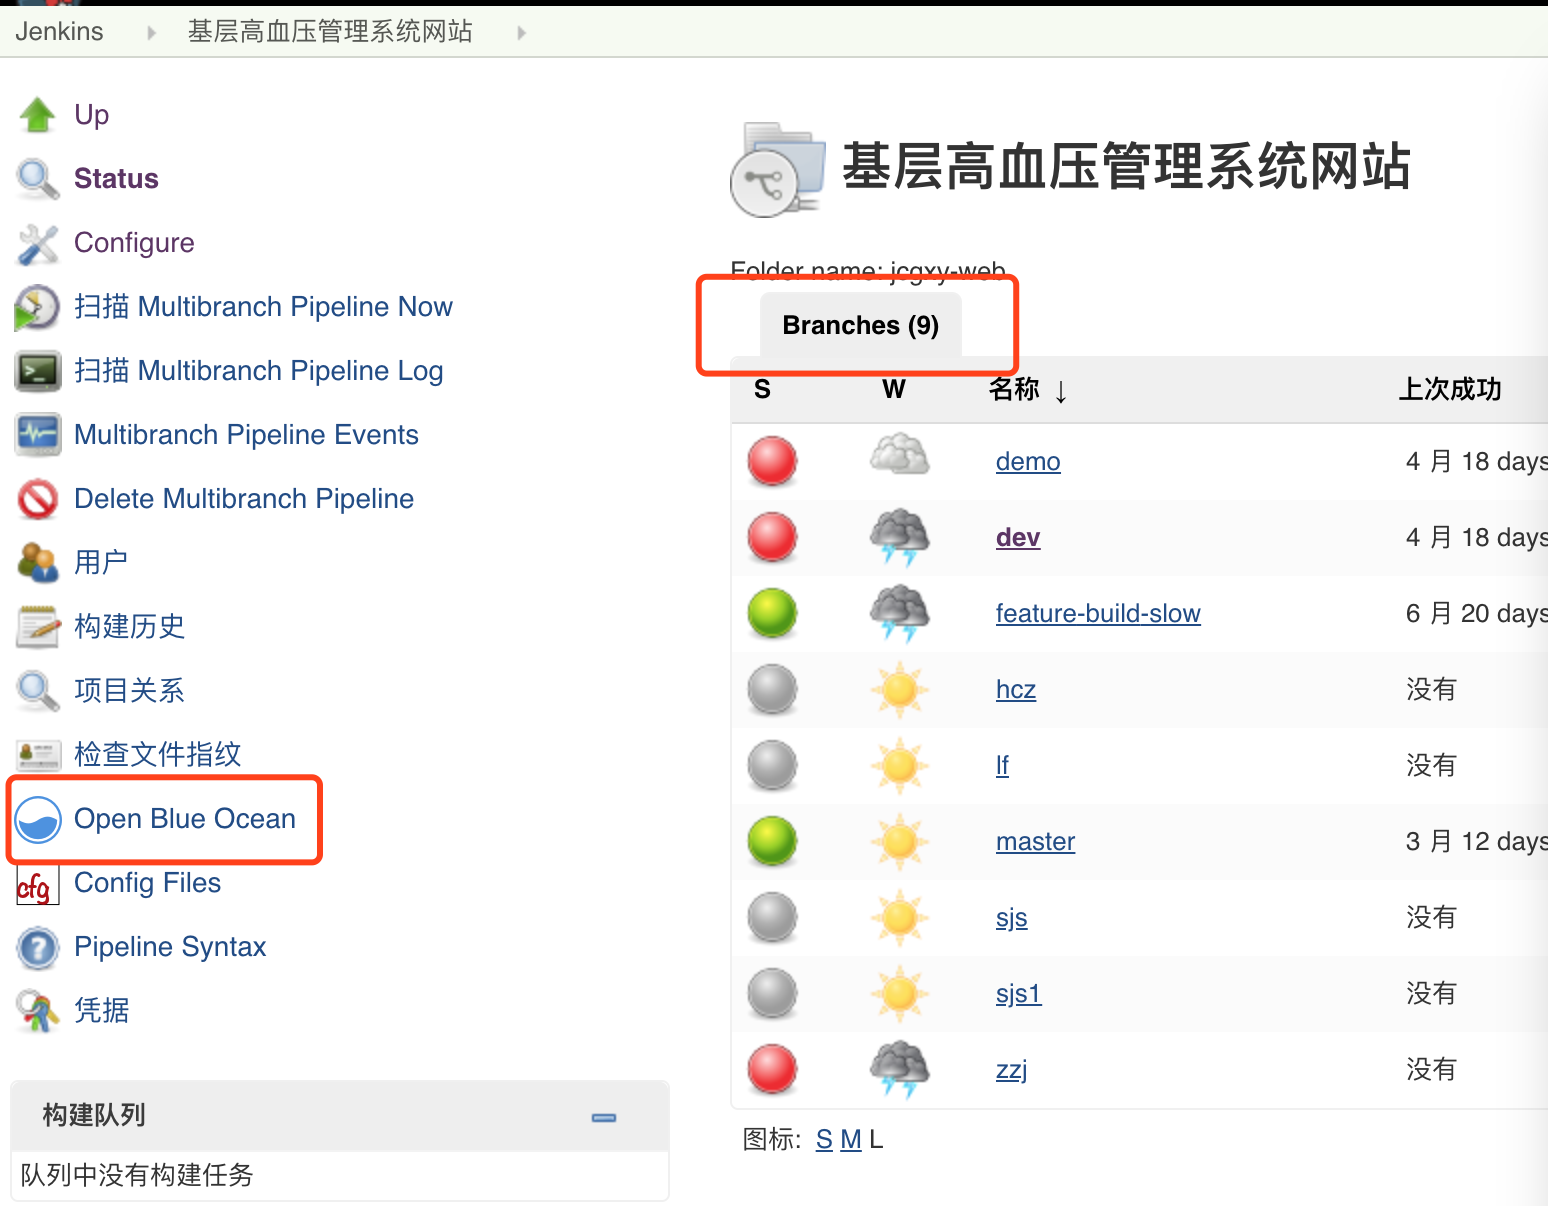 Jenkins 基层高血压管理系统网站
Up
Status
Configure
扫描 Multibranch Pipeline Now
扫描 Multibranch Pipeline Log
Multibranch Pipeline Events
Delete Multibranch Pipeline
用户
构建历史
项目关系
检查文件指纹
Open Blue Ocean
cfg Config Files
Pipeline Syntax
凭据
构建队列
队列中没有构建任务
基层高血压管理系统网站
Folder name: jcgxy-web
Branches (9)
S W 名称 ↓ 上次成功
demo 4 月 18 days
dev 4 月 18 days
feature-build-slow 6 月 20 days
hcz 没有
lf 没有
master 3 月 12 days
sjs 没有
sjs1 没有
zzj 没有
图标: S M L